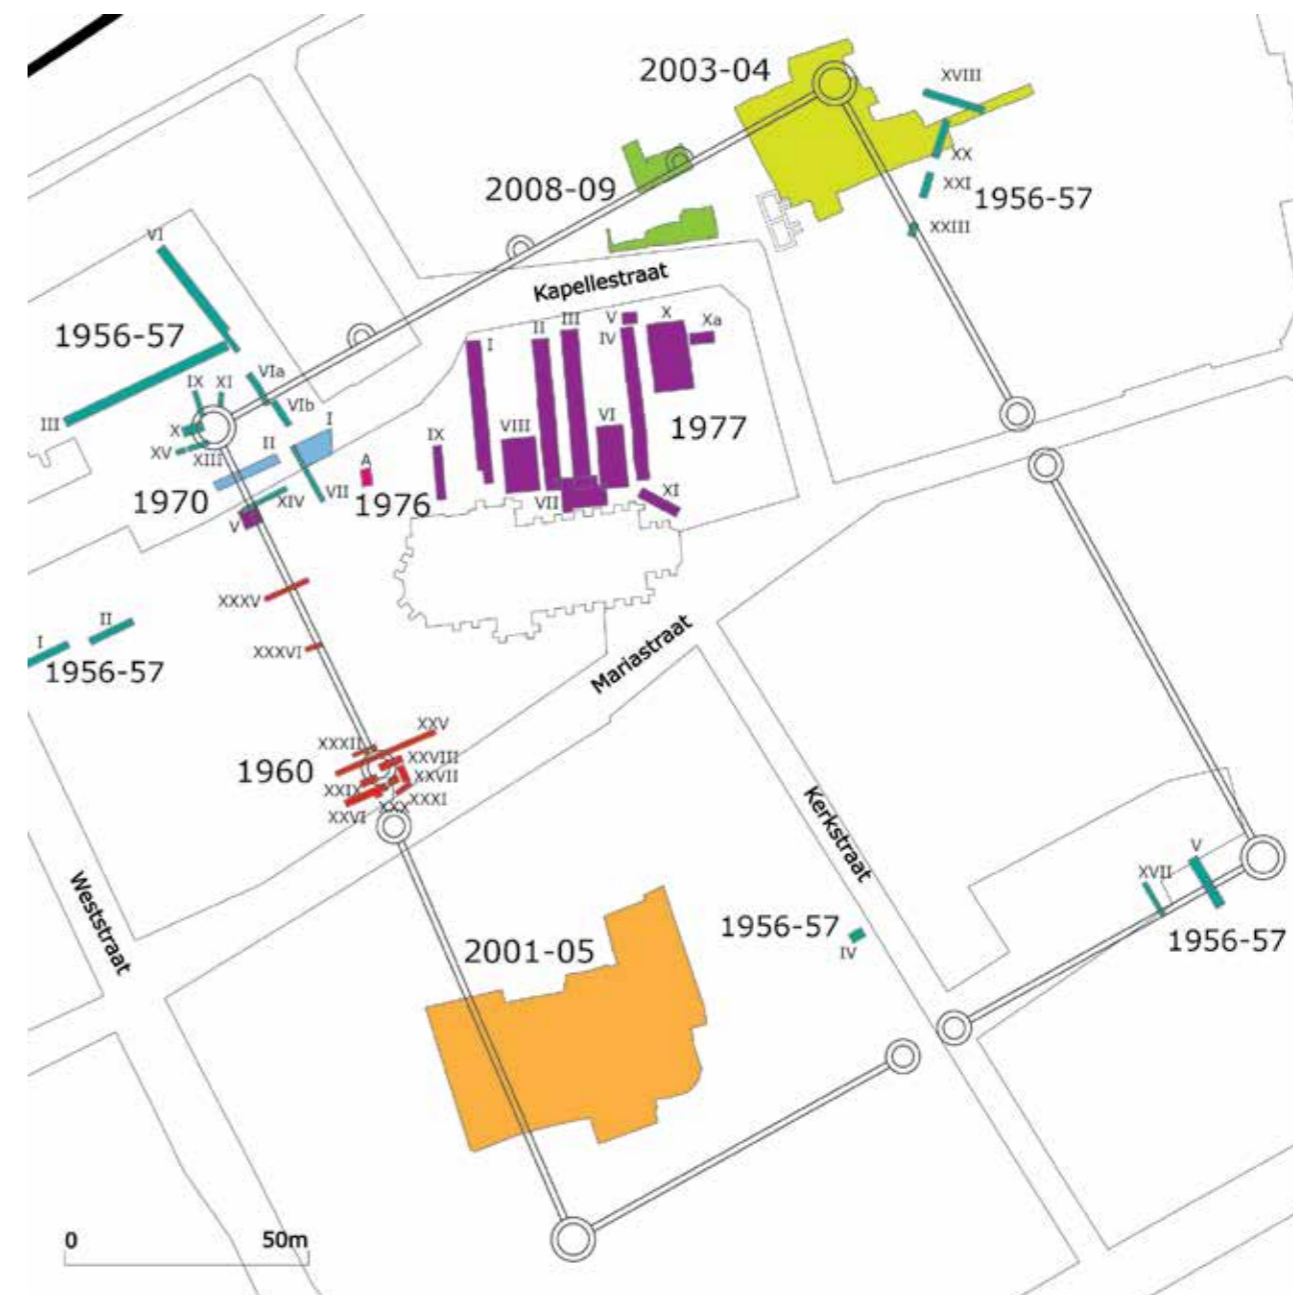 2003-04
XVIII
XX
XXI
1956-57
XXIII
2008-09
Kapellestraat
VI
1956-57
III
IX
XI
VIa
VIb
X
XV
XIII
II
I
1970
VII
XIV
V
A
1976
I
II
III
V
IV
X
Xa
VIII
VI
1977
IX
VII
XI
XXXV
XXXVI
I
II
1956-57
Mariastraat
XXV
XXXII
XXVIII
1960
XXVII
XXIX
XXXI
XXX
XXVI
Kerkstraat
Weststraat
V
XVII
1956-57
1956-57
IV
2001-05
0
50m